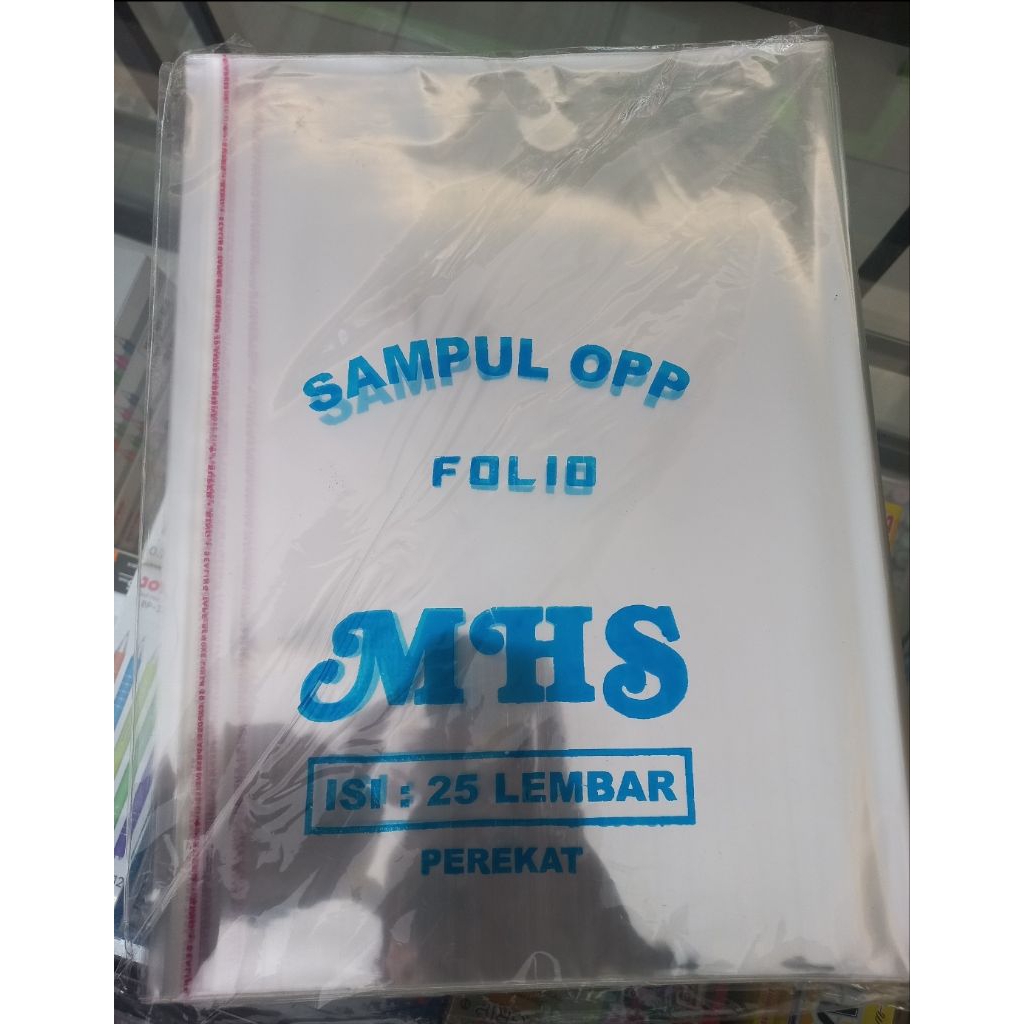 SAMPUL OPP
FOLIO
MHS
ISI : 25 LEMBAR
PEREKAT